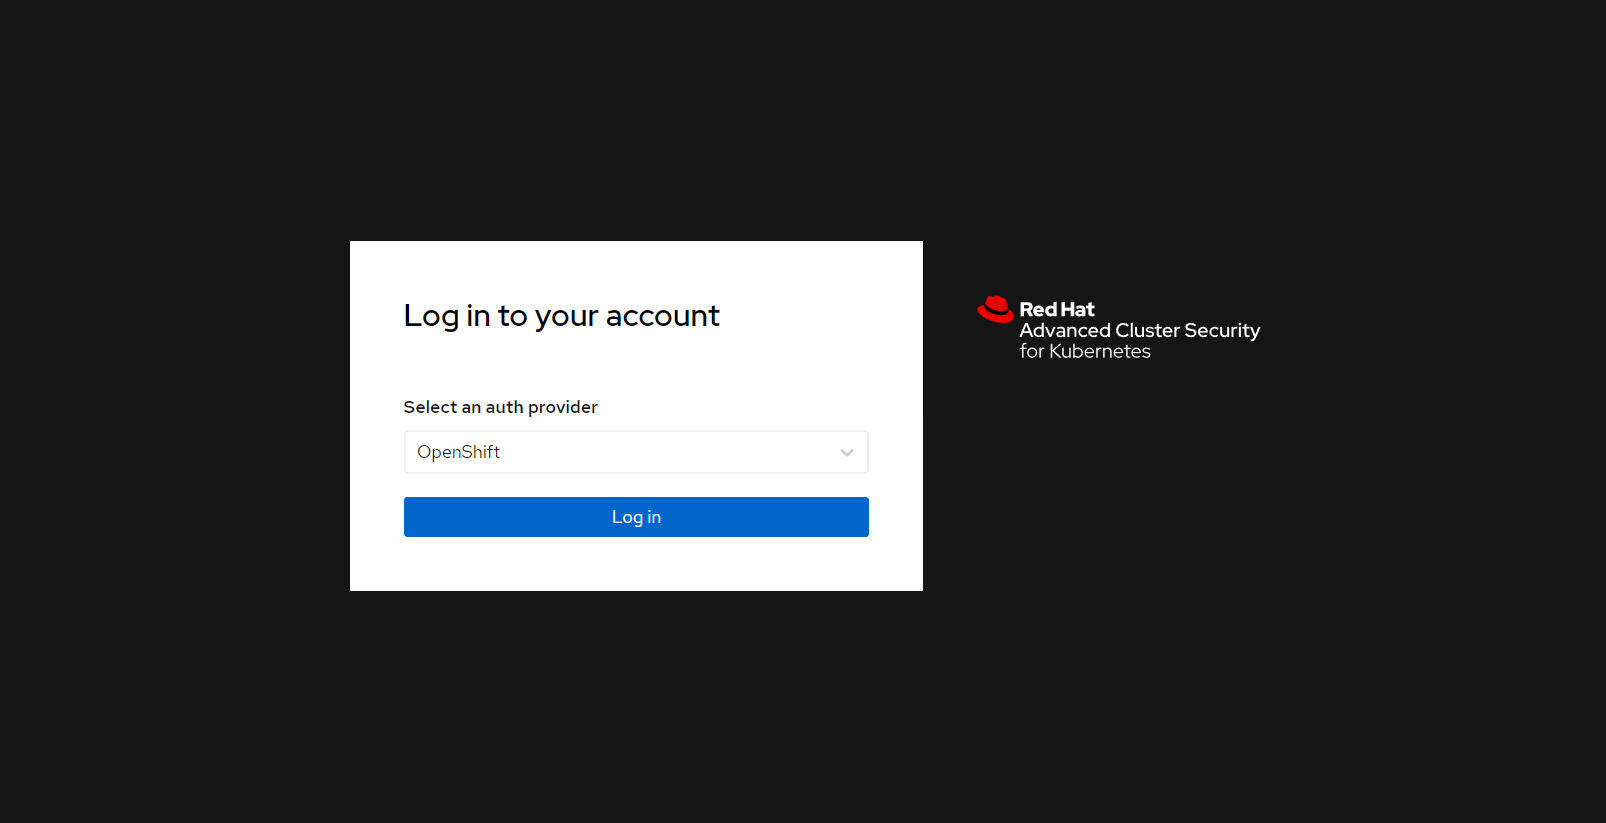 Log in to your account
Select an auth provider
OpenShift
Log in
Red Hat
Advanced Cluster Security
for Kubernetes